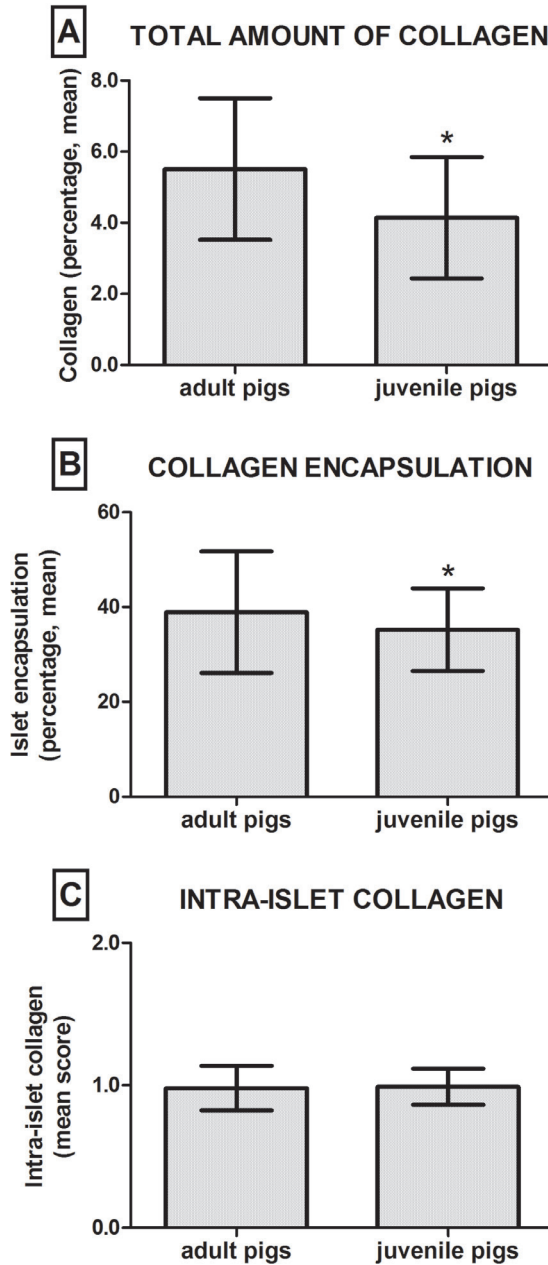 A TOTAL AMOUNT OF COLLAGEN
Collagen (percentage, mean)
8.0
6.0
4.0
2.0
0.0
*
adult pigs juvenile pigs
B COLLAGEN ENCAPSULATION
Islet encapsulation
(percentage, mean)
60
40
20
0
*
adult pigs juvenile pigs
C INTRA-ISLET COLLAGEN
Intra-islet collagen
(mean score)
2.0
1.0
0.0
adult pigs juvenile pigs